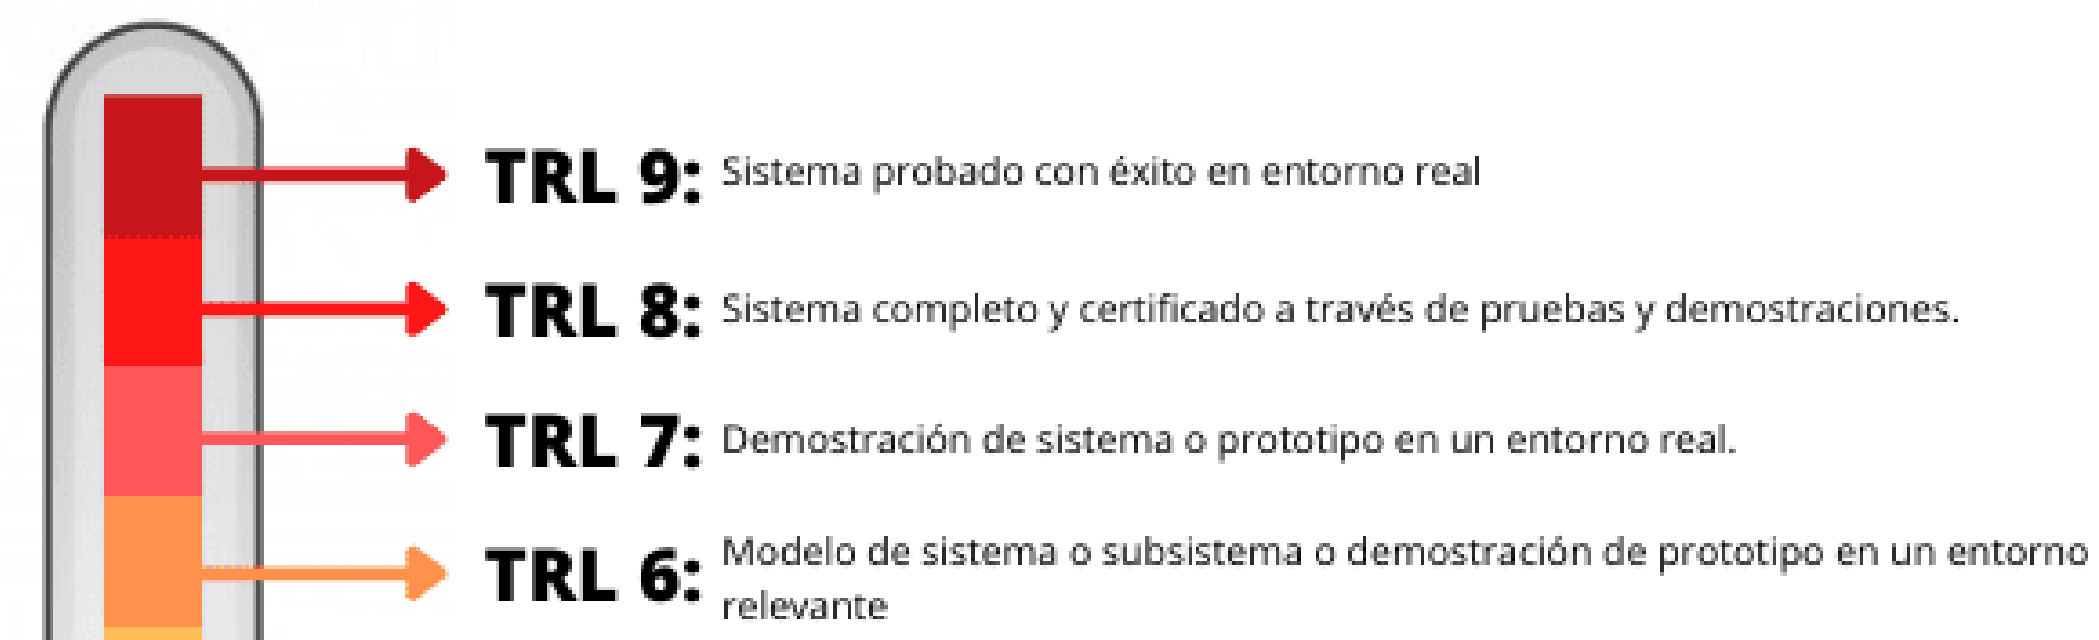 TRL 9: Sistema probado con éxito en entorno real
TRL 8: Sistema completo y certificado a través de pruebas y demostraciones.
TRL 7: Demostración de sistema o prototipo en un entorno real.
TRL 6: Modelo de sistema o subsistema o demostración de prototipo en un entorno
relevante